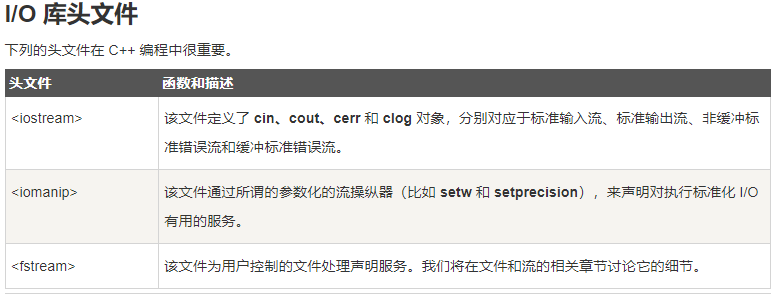 I/O 库头文件
下列的头文件在 C++ 编程中很重要。
头文件 函数和描述
<iostream> 该文件定义了 cin、cout、cerr 和 clog 对象，分别对应于标准输入流、标准输出流、非缓冲标
准错误流和缓冲标准错误流。
<iomanip> 该文件通过所谓的参数化的流操纵器（比如 setw 和 setprecision），来声明对执行标准化 I/O
有用的服务。
<fstream> 该文件为用户控制的文件处理声明服务。我们将在文件和流的相关章节讨论它的细节。